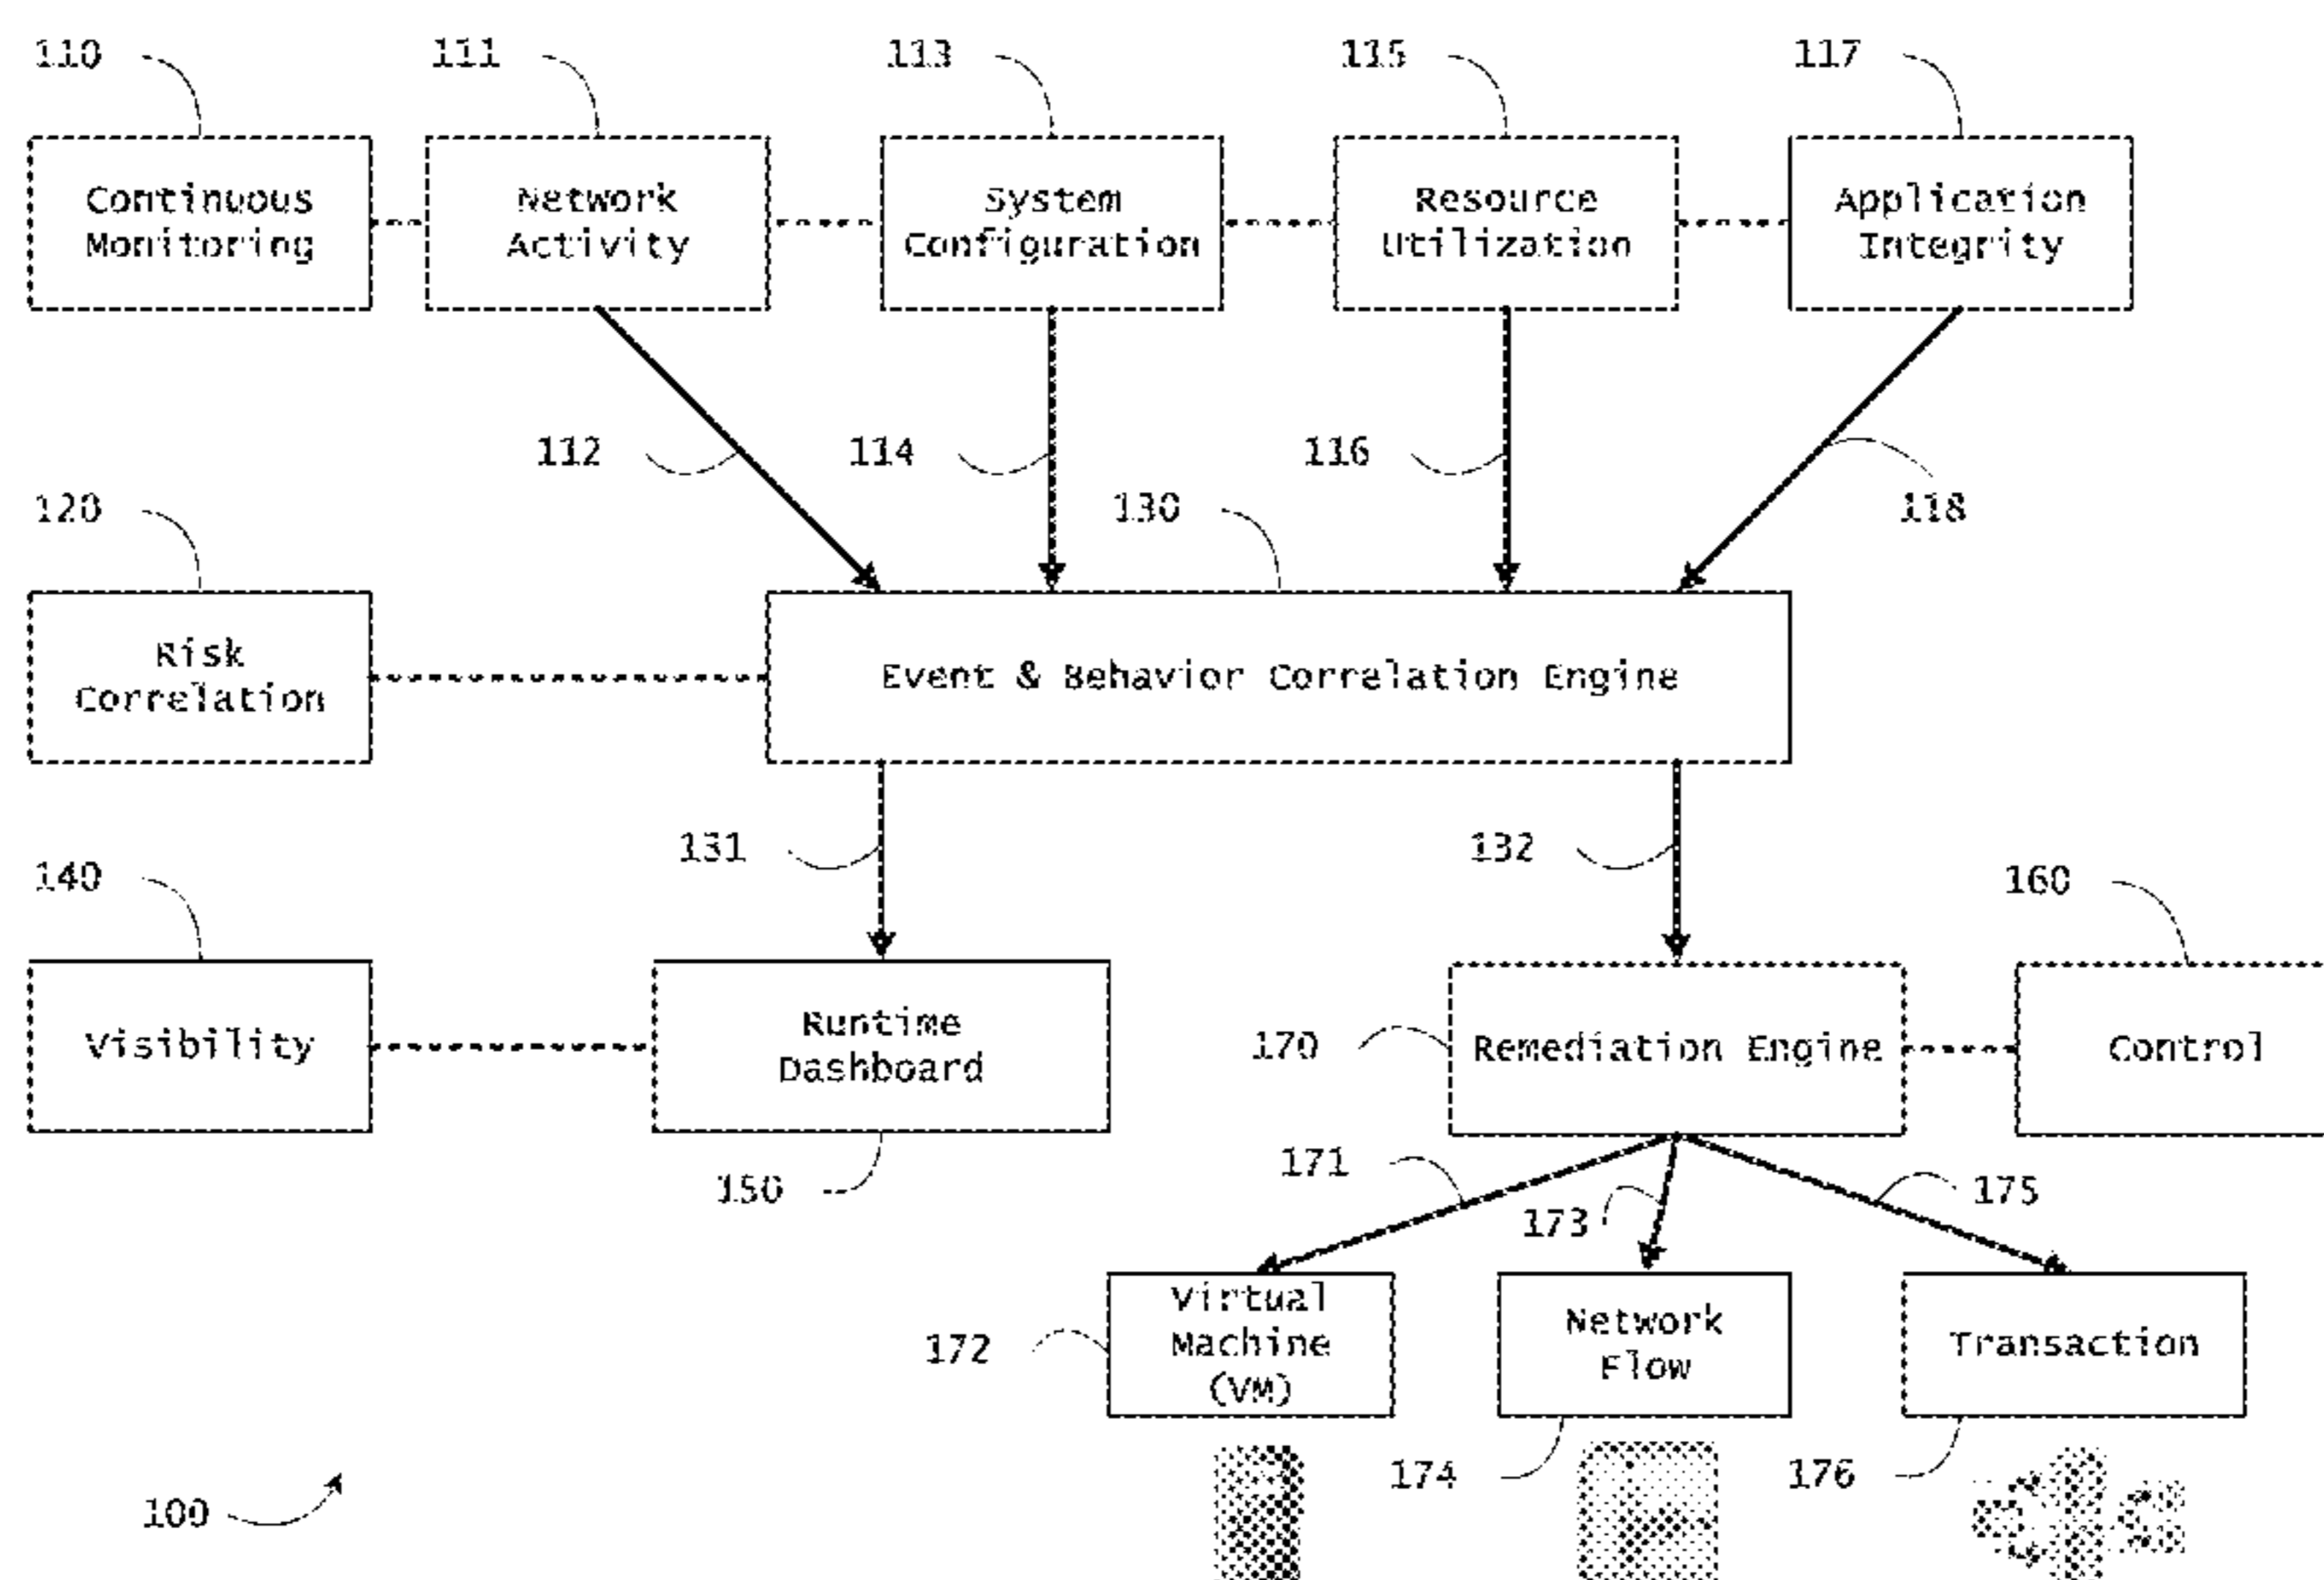 110
111
113
115
117
Continuous
Monitoring
Network
Activity
System
Configuration
Resource
Utilization
Application
Integrity
112
114
116
118
120
130
Risk
Correlation
Event & Behavior Correlation Engine
131
132
140
160
Visibility
Runtime
Dashboard
170
Remediation Engine
Control
150
171
173
175
172
Virtual
Machine
(VM)
Network
Flow
Transaction
174
176
100